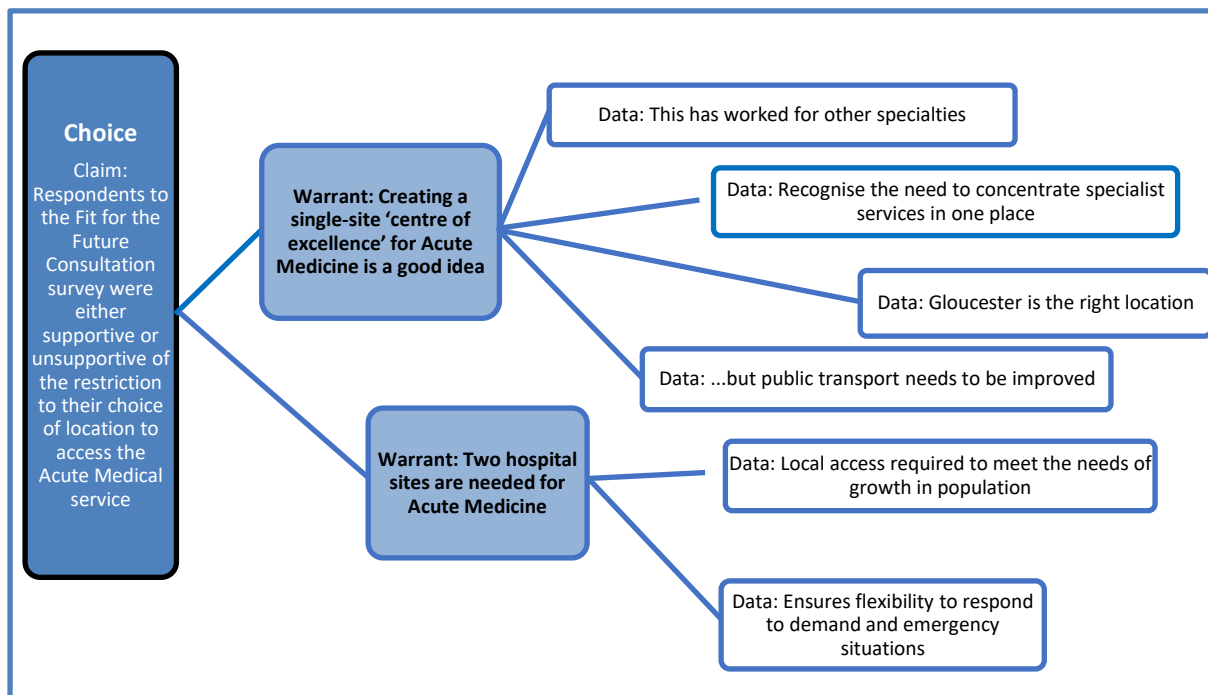 Choice
Claim:
Respondents to
the Fit for the
Future
Consultation
survey were
either
supportive or
unsupportive of
the restriction
to their choice
of location to
access the
Acute Medical
service
Warrant: Creating a
single-site ‘centre of
excellence’ for Acute
Medicine is a good idea
Data: This has worked for other specialties
Data: Recognise the need to concentrate specialist
services in one place
Data: Gloucester is the right location
Data: ...but public transport needs to be improved
Warrant: Two hospital
sites are needed for
Acute Medicine
Data: Local access required to meet the needs of
growth in population
Data: Ensures flexibility to respond
to demand and emergency
situations